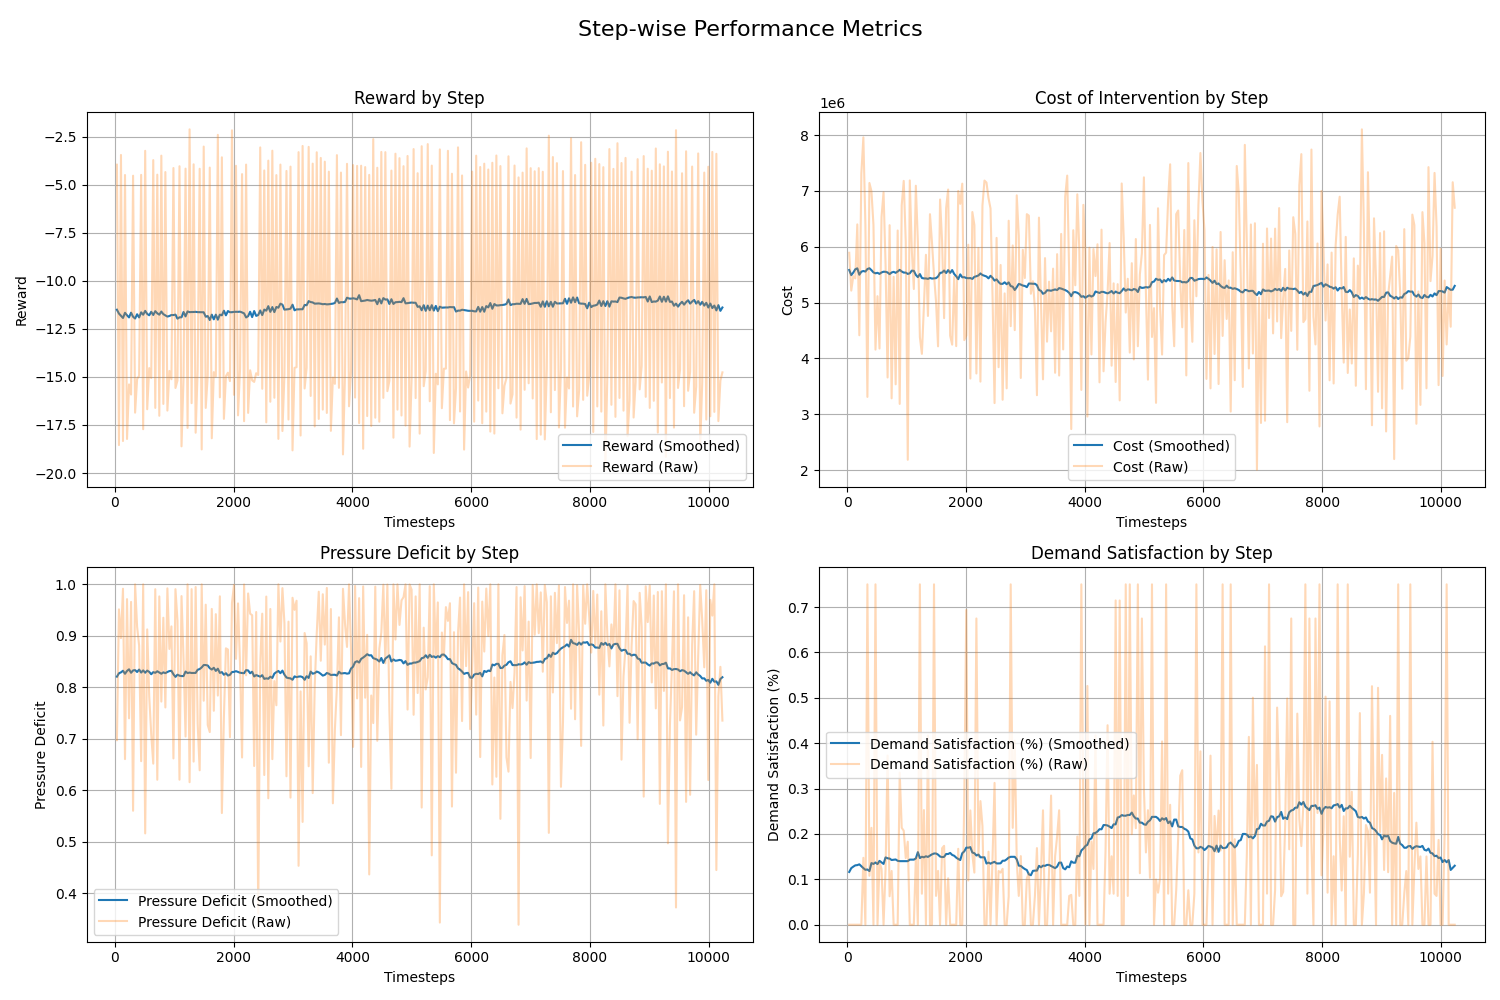 Step-wise Performance Metrics
Reward by Step
−2.5
−5.0
−7.5
−10.0
−12.5
−15.0
−17.5
−20.0
Reward
Reward (Smoothed)
Reward (Raw)
0 2000 4000 6000 8000 10000
Timesteps
Cost of Intervention by Step
1e6
8
7
6
5
4
3
2
Cost
Cost (Smoothed)
Cost (Raw)
0 2000 4000 6000 8000 10000
Timesteps
Pressure Deficit by Step
1.0
0.9
0.8
0.7
0.6
0.5
0.4
Pressure Deficit
Pressure Deficit (Smoothed)
Pressure Deficit (Raw)
0 2000 4000 6000 8000 10000
Timesteps
Demand Satisfaction by Step
0.7
0.6
0.5
0.4
0.3
0.2
0.1
0.0
Demand Satisfaction (%)
Demand Satisfaction (%) (Smoothed)
Demand Satisfaction (%) (Raw)
0 2000 4000 6000 8000 10000
Timesteps